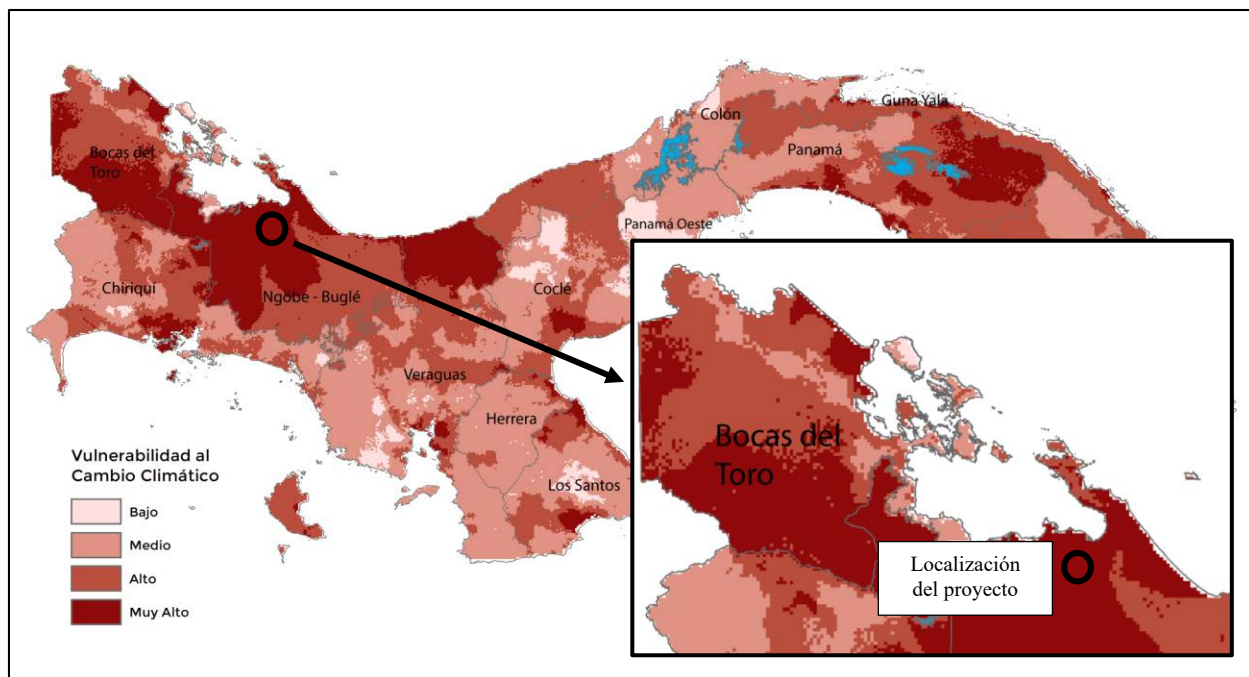 Guna Yala
Colón
Bocas del
Toro
Panamá
Panamá Oeste
Chiriquí
Ngöbe - Buglé
Coclé
Veraguas
Herrera
Los Santos
Vulnerabilidad al
Cambio Climático
Bajo
Medio
Alto
Muy Alto
Bocas del
Toro
Localización
del proyecto